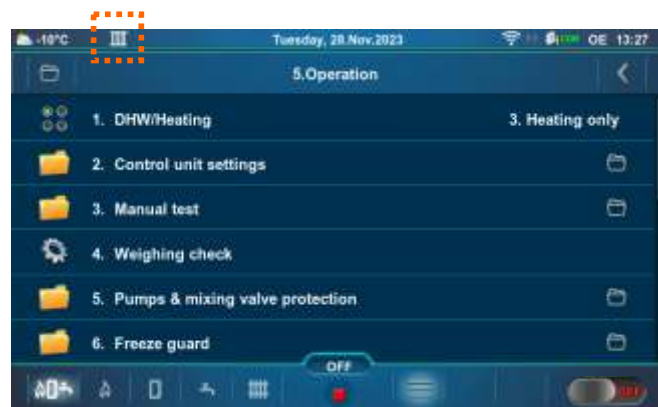 -10°C Tuesday, 28.Nov.2023 OE 13:27
5.Operation
1. DHW/Heating 3. Heating only
2. Control unit settings
3. Manual test
4. Weighing check
5. Pumps & mixing valve protection
6. Freeze guard
OFF
OFF